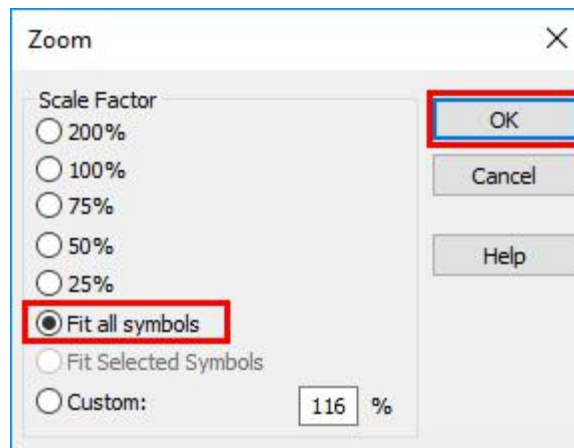 Zoom
Scale Factor
200%
100%
75%
50%
25%
Fit all symbols
Fit Selected Symbols
Custom: 116 %
OK
Cancel
Help